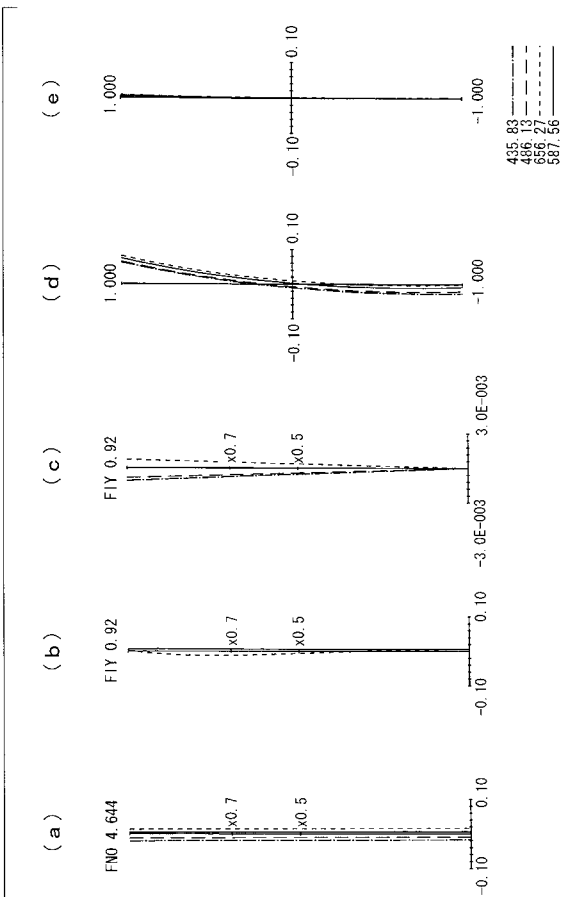 (a)
FNO 4.644
x0.7
x0.5
-0.10
0.10
(b)
FIY 0.92
x0.7
x0.5
-0.10
0.10
(c)
FIY 0.92
x0.7
x0.5
-3.0E-003
3.0E-003
(d)
1.000
-0.10
0.10
-1.000
(e)
1.000
-0.10
0.10
-1.000
435.83
486.13
656.27
587.56